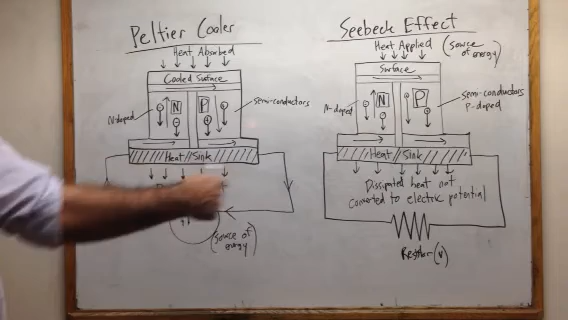 Peltier Cooler
Heat Absorbed
Cooled Surface
N-doped
N
P
semi-conductors
Heat Sink
(source of
energy)
Seebeck Effect
Heat Applied
(source
of energy)
Surface
N-doped
N
P
semi-conductors
P-doped
Heat Sink
Dissipated heat not
converted to electric potential
Resistor (V)